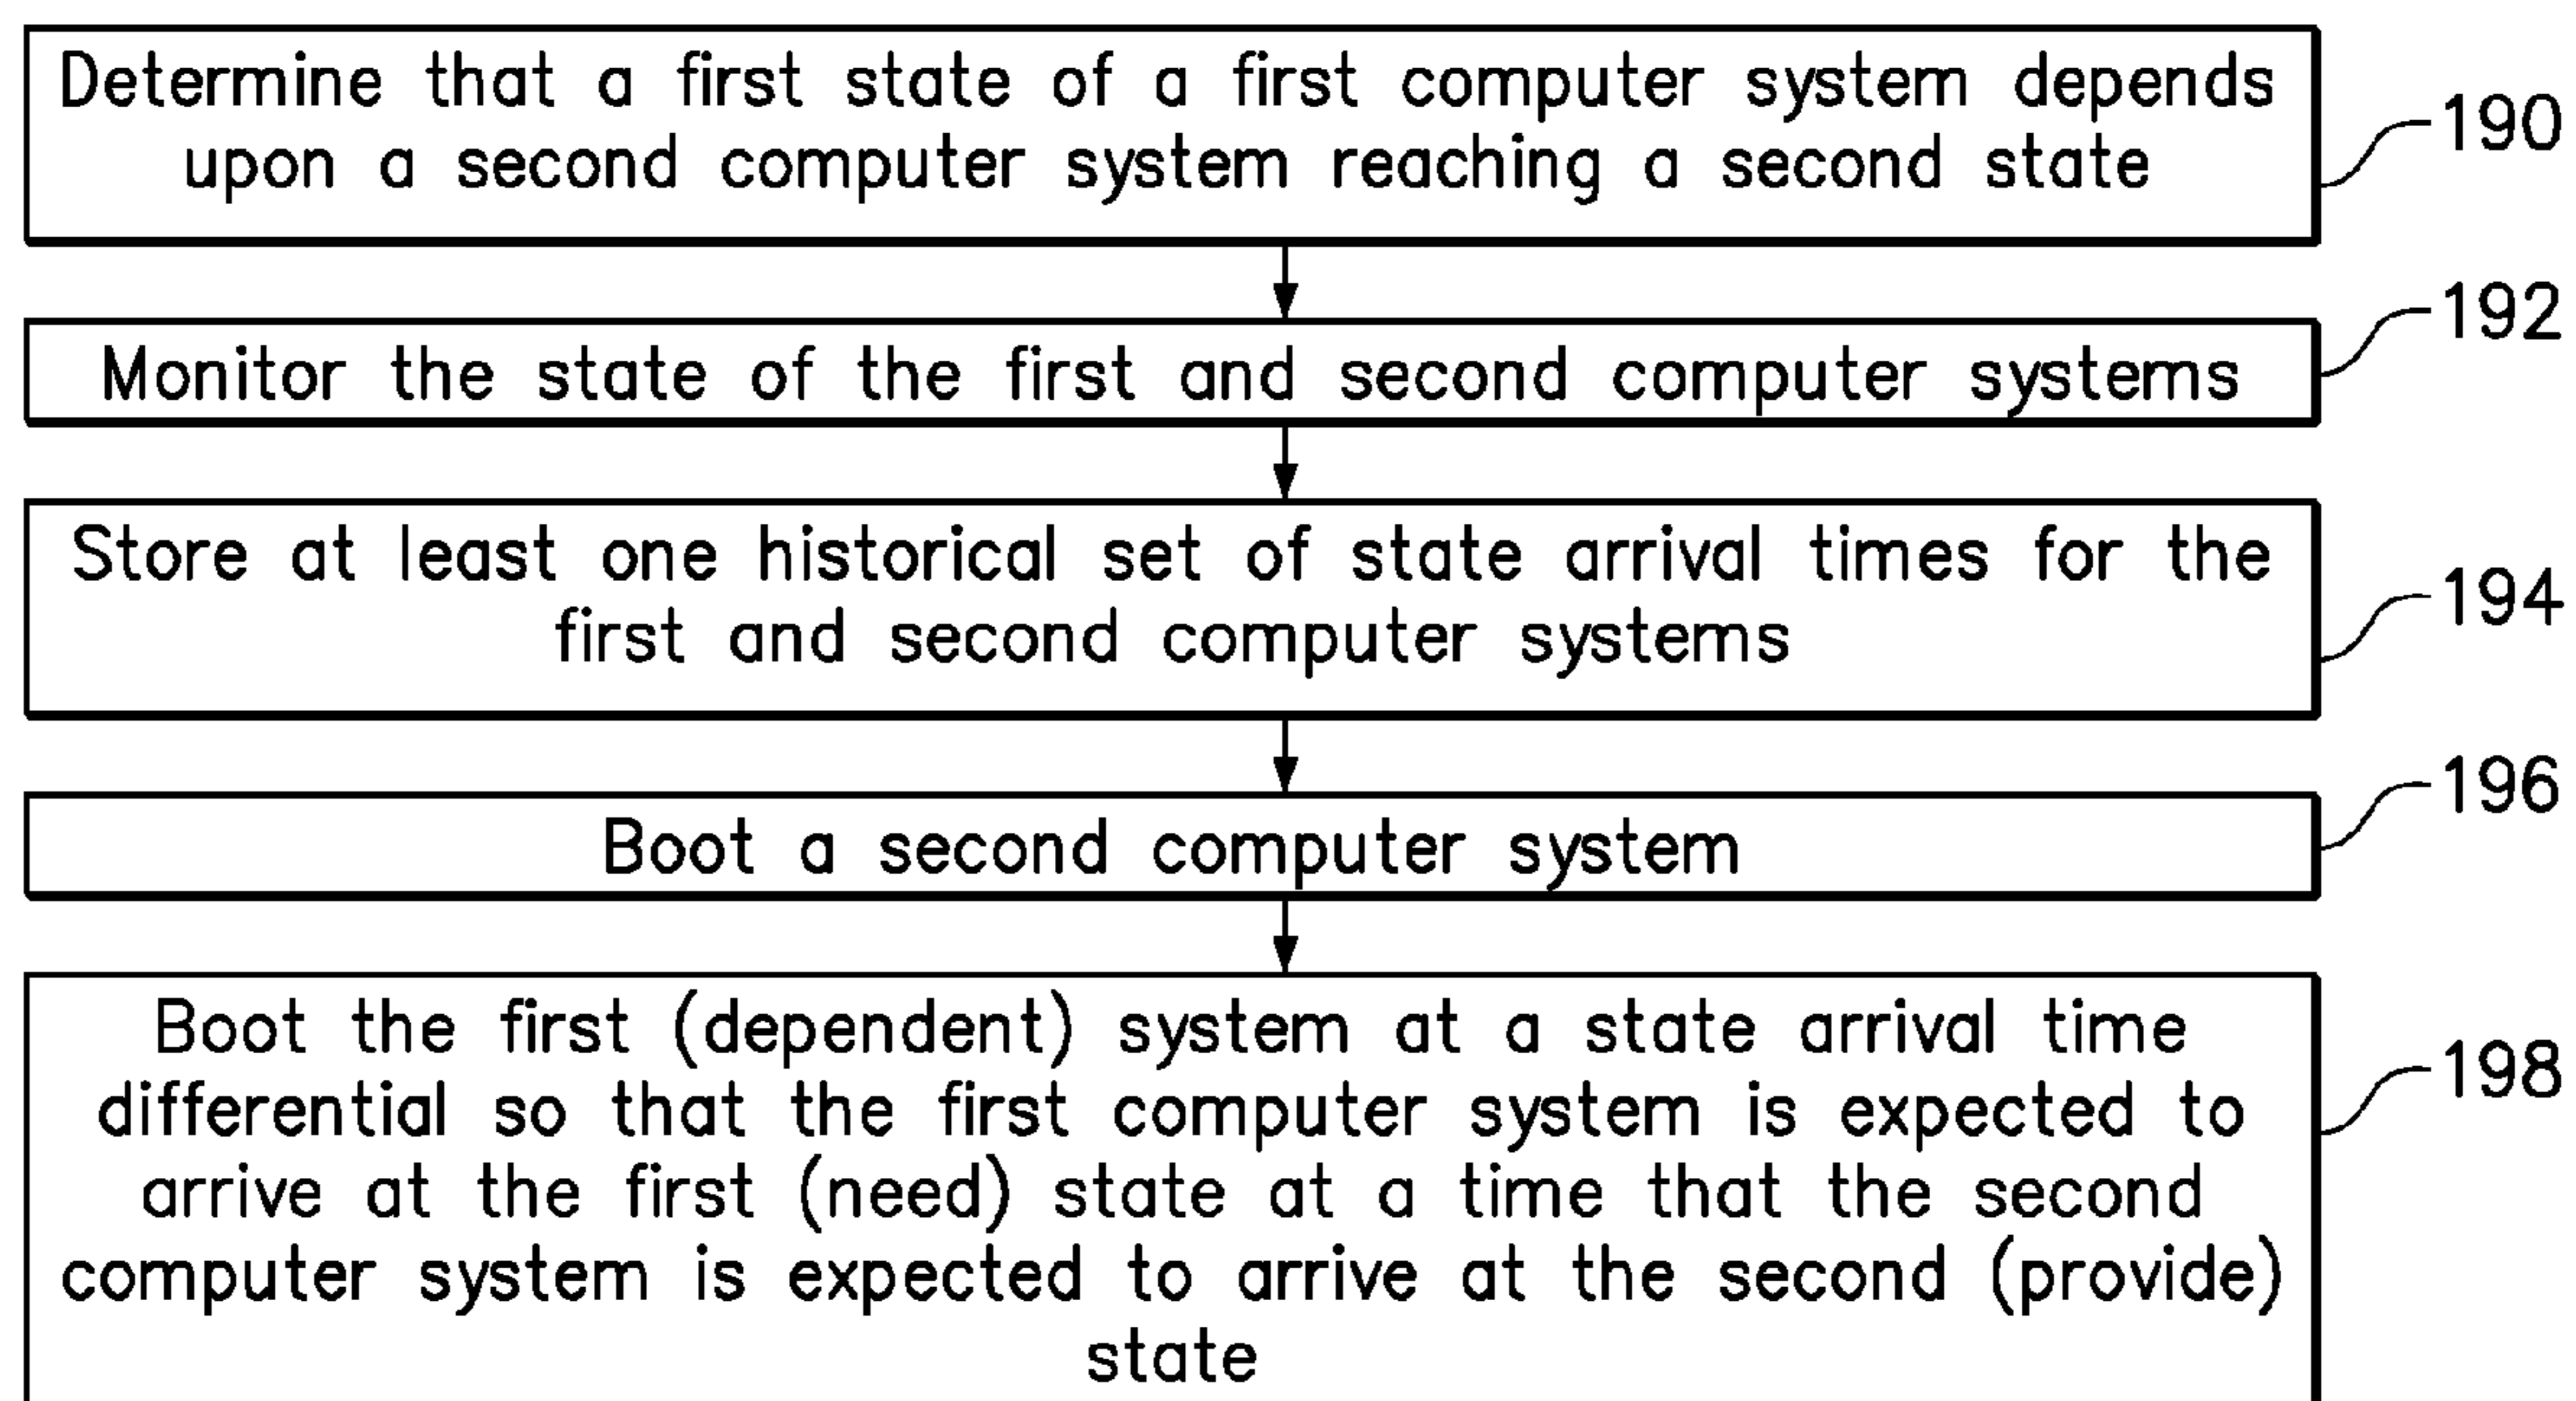 Determine that a first state of a first computer system depends
upon a second computer system reaching a second state
190
Monitor the state of the first and second computer systems
192
Store at least one historical set of state arrival times for the
first and second computer systems
194
Boot a second computer system
196
Boot the first (dependent) system at a state arrival time
differential so that the first computer system is expected to
arrive at the first (need) state at a time that the second
computer system is expected to arrive at the second (provide)
state
198